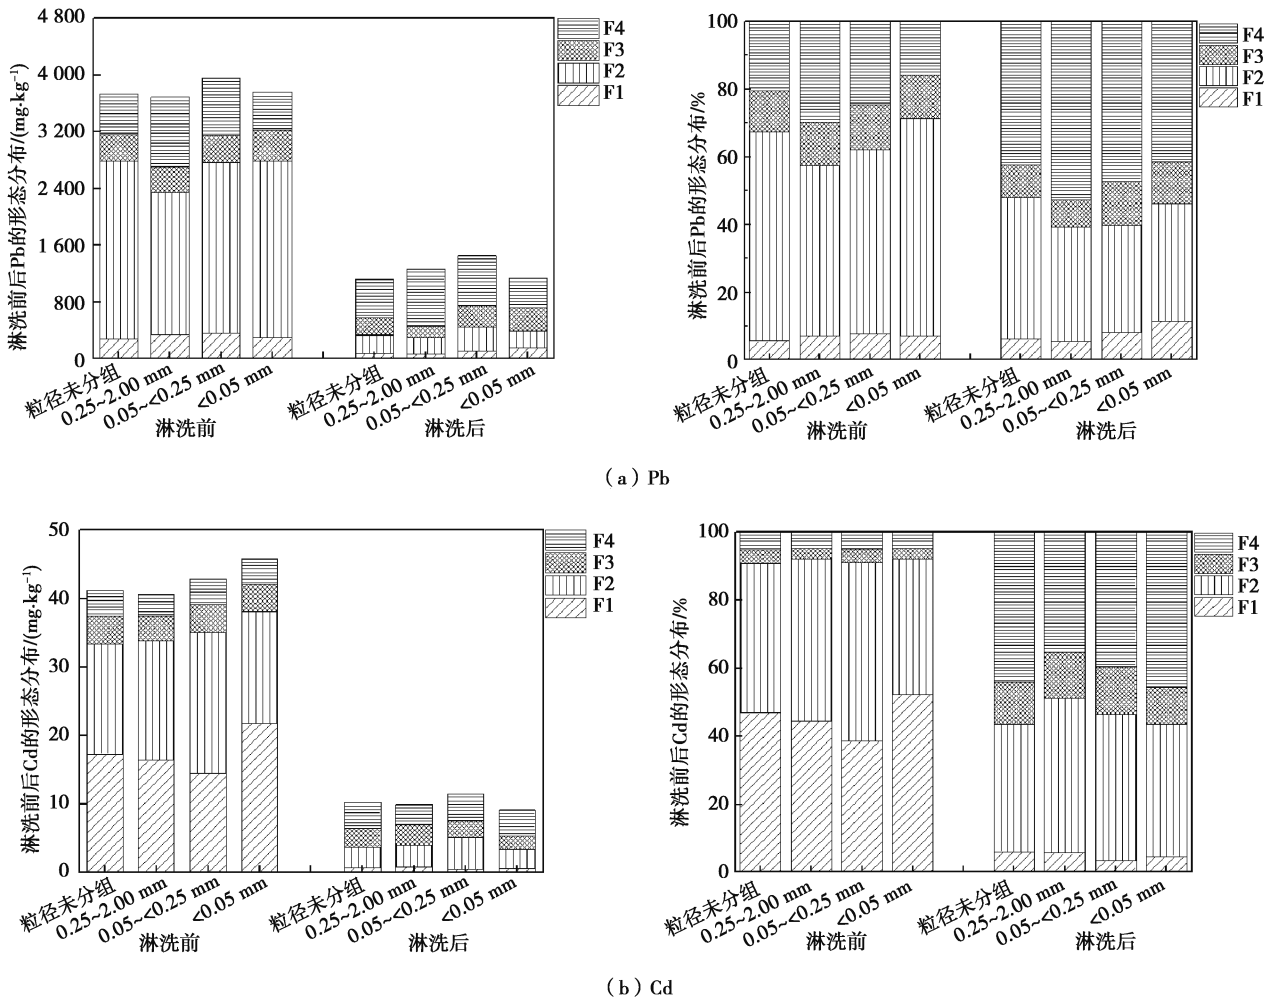 淋洗前后Pb的形态分布/(mg·kg⁻¹)
4 800
4 000
3 200
2 400
1 600
800
0
F4
F3
F2
F1
粒径未分组
0.25~2.00 mm
0.05~<0.25 mm
<0.05 mm
粒径未分组
0.25~2.00 mm
0.05~<0.25 mm
<0.05 mm
淋洗前
淋洗后
淋洗前后Pb的形态分布/%
100
80
60
40
20
0
F4
F3
F2
F1
粒径未分组
0.25~2.00 mm
0.05~<0.25 mm
<0.05 mm
粒径未分组
0.25~2.00 mm
0.05~<0.25 mm
<0.05 mm
淋洗前
淋洗后
（a）Pb
淋洗前后Cd的形态分布/(mg·kg⁻¹)
50
40
30
20
10
0
F4
F3
F2
F1
粒径未分组
0.25~2.00 mm
0.05~<0.25 mm
<0.05 mm
粒径未分组
0.25~2.00 mm
0.05~<0.25 mm
<0.05 mm
淋洗前
淋洗后
淋洗前后Cd的形态分布/%
100
80
60
40
20
0
F4
F3
F2
F1
粒径未分组
0.25~2.00 mm
0.05~<0.25 mm
<0.05 mm
粒径未分组
0.25~2.00 mm
0.05~<0.25 mm
<0.05 mm
淋洗前
淋洗后
（b）Cd